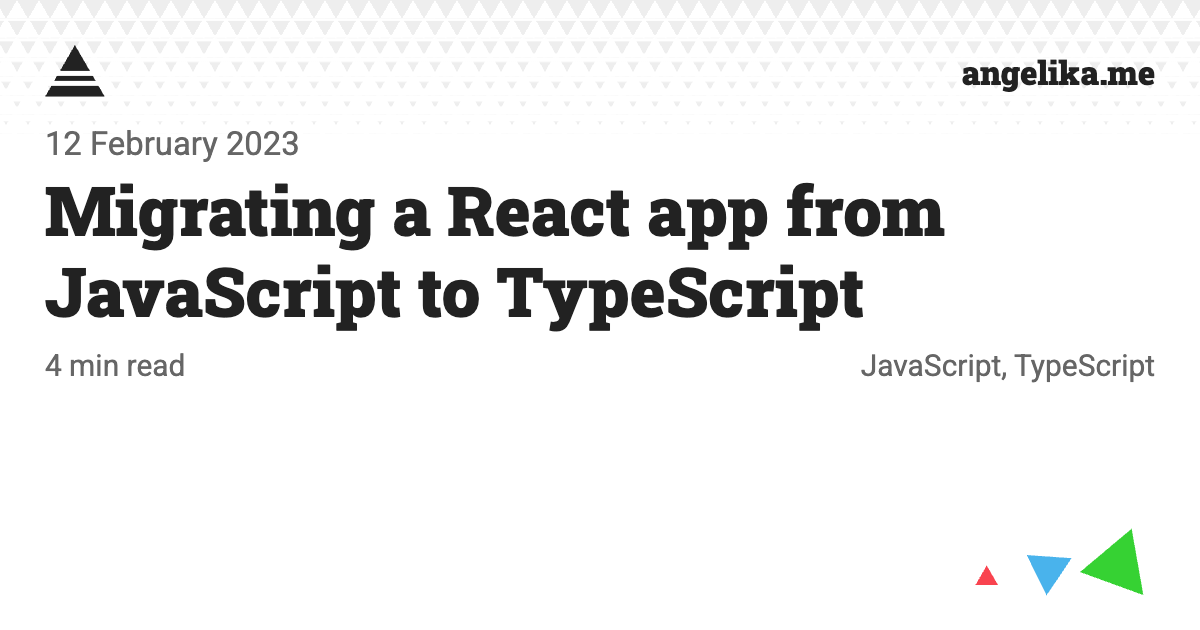 angelika.me
12 February 2023
Migrating a React app from
JavaScript to TypeScript
4 min read
JavaScript, TypeScript